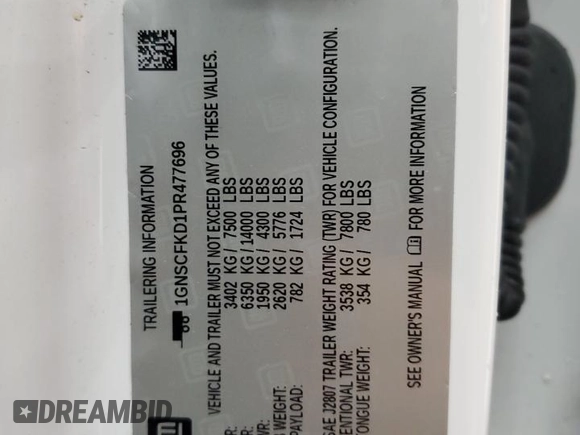 TRAILERING INFORMATION
1GNSCFKD1PR477696
VEHICLE AND TRAILER MUST NOT EXCEED ANY OF THESE VALUES.
3402 KG/ 7500 LBS
6350 KG/ 14000 LBS
1950 KG/ 4300 LBS
WEIGHT: 2620 KG/ 5776 LBS
PAYLOAD: 782 KG/ 1724 LBS
SAE J2807 TRAILER WEIGHT RATING (TWR) FOR VEHICLE CONFIGURATION.
ENTIONAL TWR: 3538 KG/ 7800 LBS
TONGUE WEIGHT: 354 KG/ 780 LBS
SEE OWNER'S MANUAL FOR MORE INFORMATION
DREAMBID